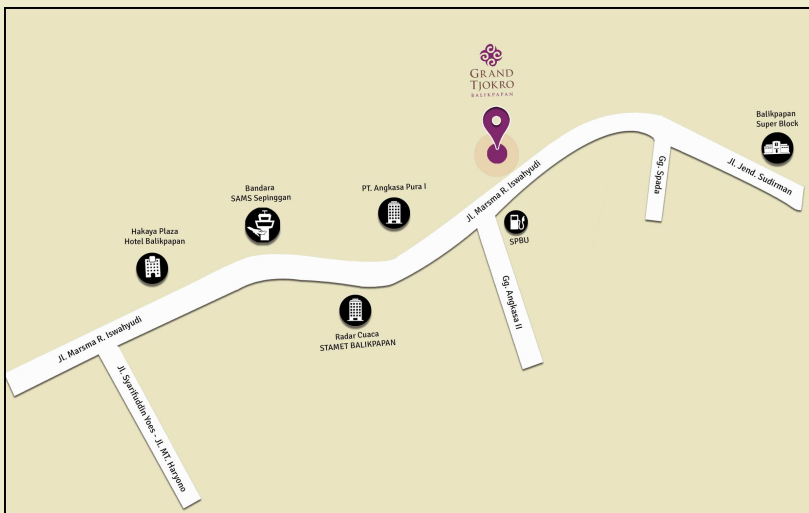 GRAND
TJOKRO
BALIKPAPAN
Balikpapan
Super Block
Jl. Jend. Sudirman
Gg. Spada
Jl. Marsma R. Iswahyudi
PT. Angkasa Pura I
Bandara
SAMS Sepinggan
SPBU
Hakaya Plaza
Hotel Balikpapan
Gg. Angkasa II
Radar Cuaca
STAMET BALIKPAPAN
Jl. Marsma R. Iswahyudi
Jl. Syarifuddin Yoes - Jl. MT. Haryono